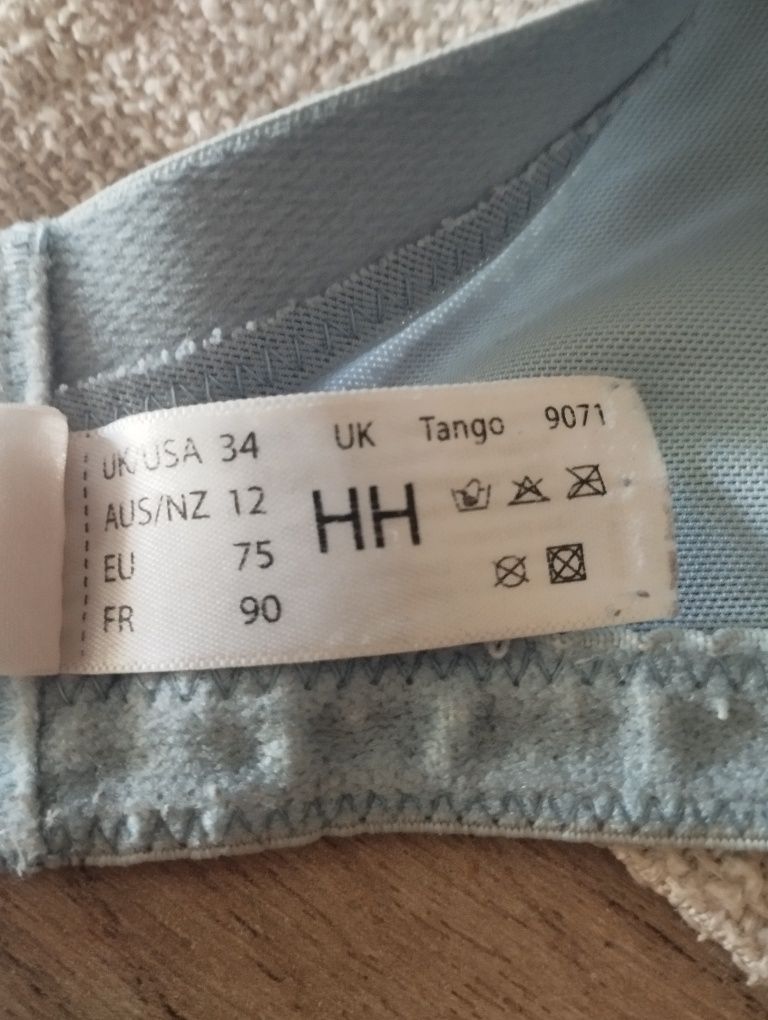 UK/USA 34 UK Tango 9071
AUS/NZ 12 HH
EU 75
FR 90